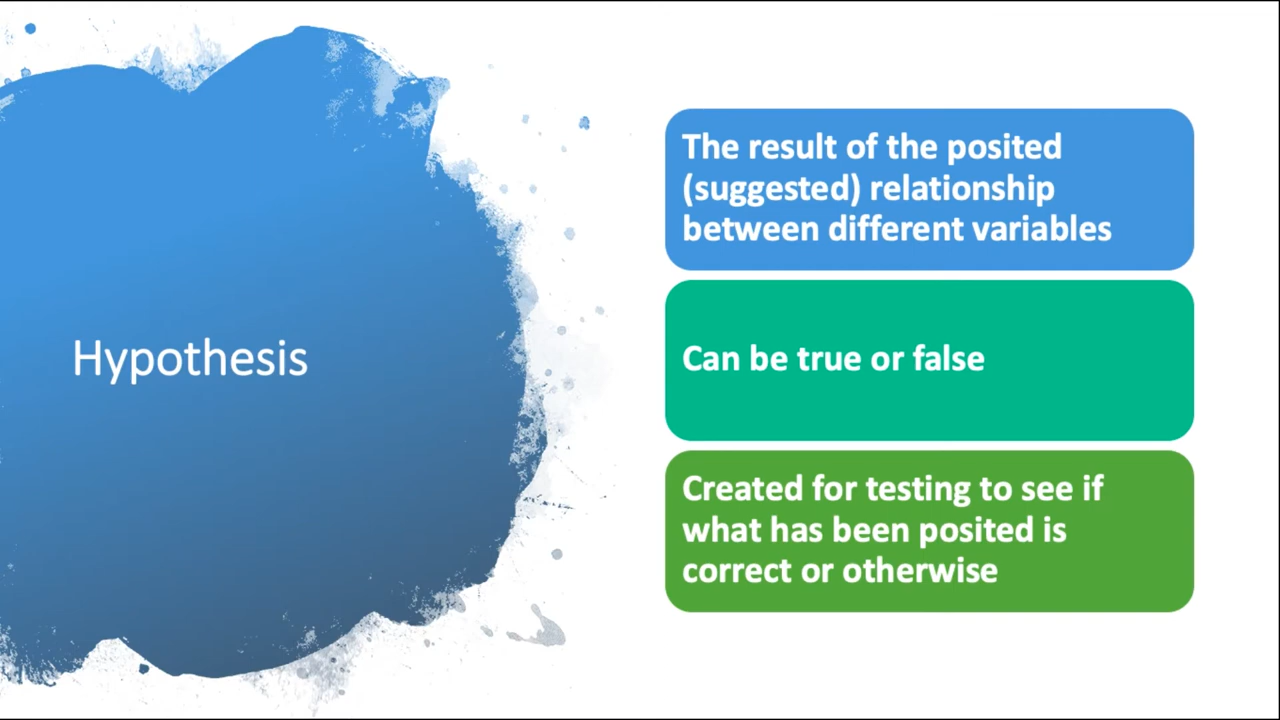 Hypothesis
The result of the posited
(suggested) relationship
between different variables
Can be true or false
Created for testing to see if
what has been posited is
correct or otherwise